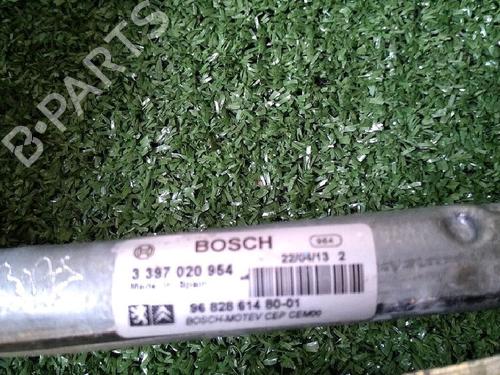 B-PARTS
BOSCH 984
22/04/13 2
3 397 020 954
Made in Spain
96 828 614 80-01
BOSCH-MOTEV CEP CEM00